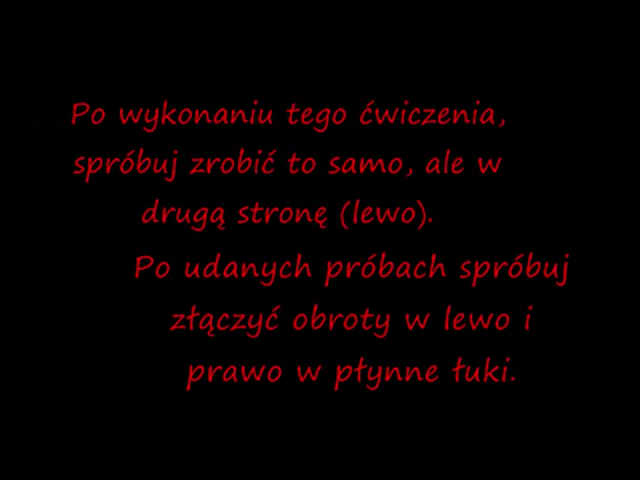 Po wykonaniu tego ćwiczenia,
spróbuj zrobić to samo, ale w
drugą stronę (lewo).
Po udanych próbach spróbuj
złączyć obroty w lewo i
prawo w płynne łuki.